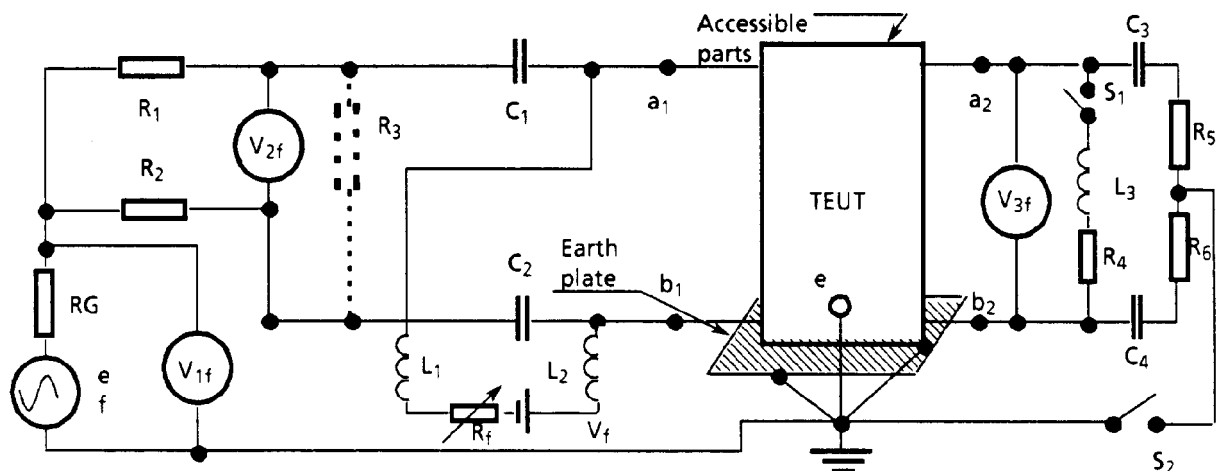 Accessible
parts
C3
R1
C1
a1
a2
S1
R3
V2f
R5
R2
TEUT
V3f
L3
Earth
plate
C2
b1
e
R4
R6
RG
b2
V1f
L1
L2
C4
e
f
Rf
Vf
S2